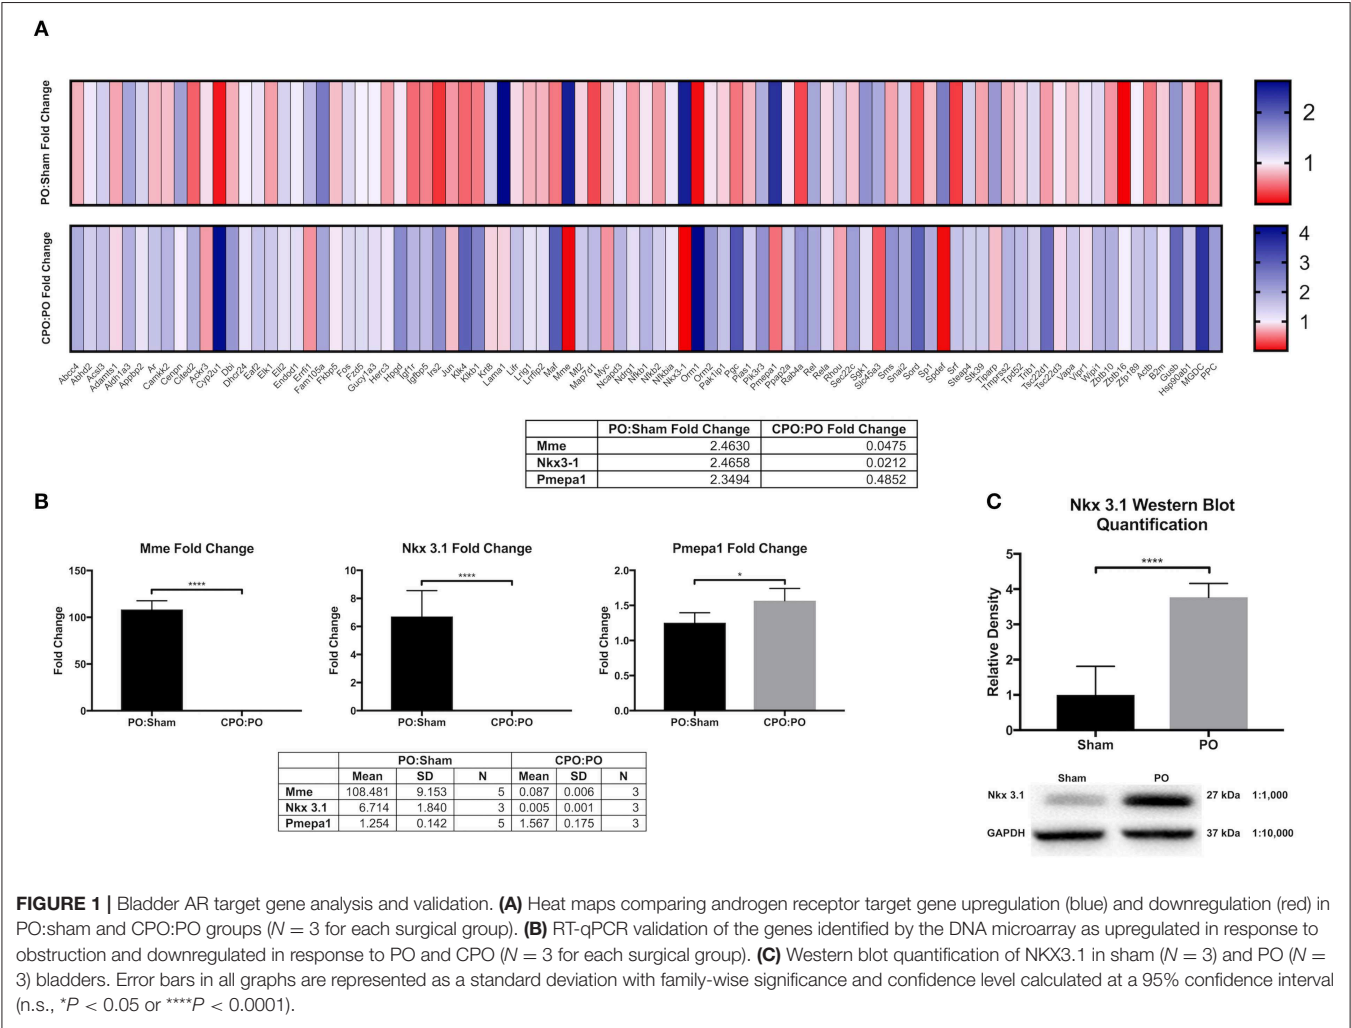 A
PO:Sham Fold Change
2
1
CPO:PO Fold Change
4
3
2
1
Abcc4 Abhd2 Acsl3 Adamts1 Aldh1a3 Appbp2 Ar Camkk2 Cenpn Cited2 Ackr3 Cyp2u1 Dbi Dhcr24 Eaf2 Elk1 Ell2 Endod1 Errfi1 Fam105a Fkbp5 Fos Fzd5 Gucy1a3 Herc3 Hpgd Igf1r Igfbp5 Irs2 Jun Klk4 Klkb1 Krt8 Lama1 Lifr Lrig1 Lrrfip2 Maf Mme Mt2 Map7d1 Myc Ncapd3 Ndrg1 Nfkb1 Nfkb2 Nfkbia Nkx3-1 Orm1 Orm2 Pak1ip1 Pgc Pias1 Pik3r3 Pmepa1 Ppap2a Rab4a Rel Rela Rhou Sec22c Sgk1 Slc45a3 Sms Snai2 Sord Sp1 Spdef Srf Steap4 Stk39 Tiparp Tmprss2 Tpd52 Trib1 Tsc22d1 Tsc22d3 Vapa Vipr1 Wipi1 Zbtb10 Zbtb16 Zfp189 Actb B2m Gusb Hsp90ab1 MGDC PPC
PO:Sham Fold Change CPO:PO Fold Change
Mme 2.4630 0.0475
Nkx3-1 2.4658 0.0212
Pmepa1 2.3494 0.4852
B
Mme Fold Change
Fold Change
150
100
50
0
****
PO:Sham CPO:PO
Nkx 3.1 Fold Change
Fold Change
10
8
6
4
2
0
****
PO:Sham CPO:PO
Pmepa1 Fold Change
Fold Change
2.0
1.5
1.0
0.5
0.0
*
PO:Sham CPO:PO
PO:Sham CPO:PO
Mean SD N Mean SD N
Mme 108.481 9.153 5 0.087 0.006 3
Nkx 3.1 6.714 1.840 3 0.005 0.001 3
Pmepa1 1.254 0.142 5 1.567 0.175 3
C
Nkx 3.1 Western Blot
Quantification
Relative Density
5
4
3
2
1
0
****
Sham PO
Sham PO
Nkx 3.1 27 kDa 1:1,000
GAPDH 37 kDa 1:10,000
FIGURE 1 | Bladder AR target gene analysis and validation. (A) Heat maps comparing androgen receptor target gene upregulation (blue) and downregulation (red) in
PO:sham and CPO:PO groups (N = 3 for each surgical group). (B) RT-qPCR validation of the genes identified by the DNA microarray as upregulated in response to
obstruction and downregulated in response to PO and CPO (N = 3 for each surgical group). (C) Western blot quantification of NKX3.1 in sham (N = 3) and PO (N =
3) bladders. Error bars in all graphs are represented as a standard deviation with family-wise significance and confidence level calculated at a 95% confidence interval
(n.s., *P < 0.05 or ****P < 0.0001).